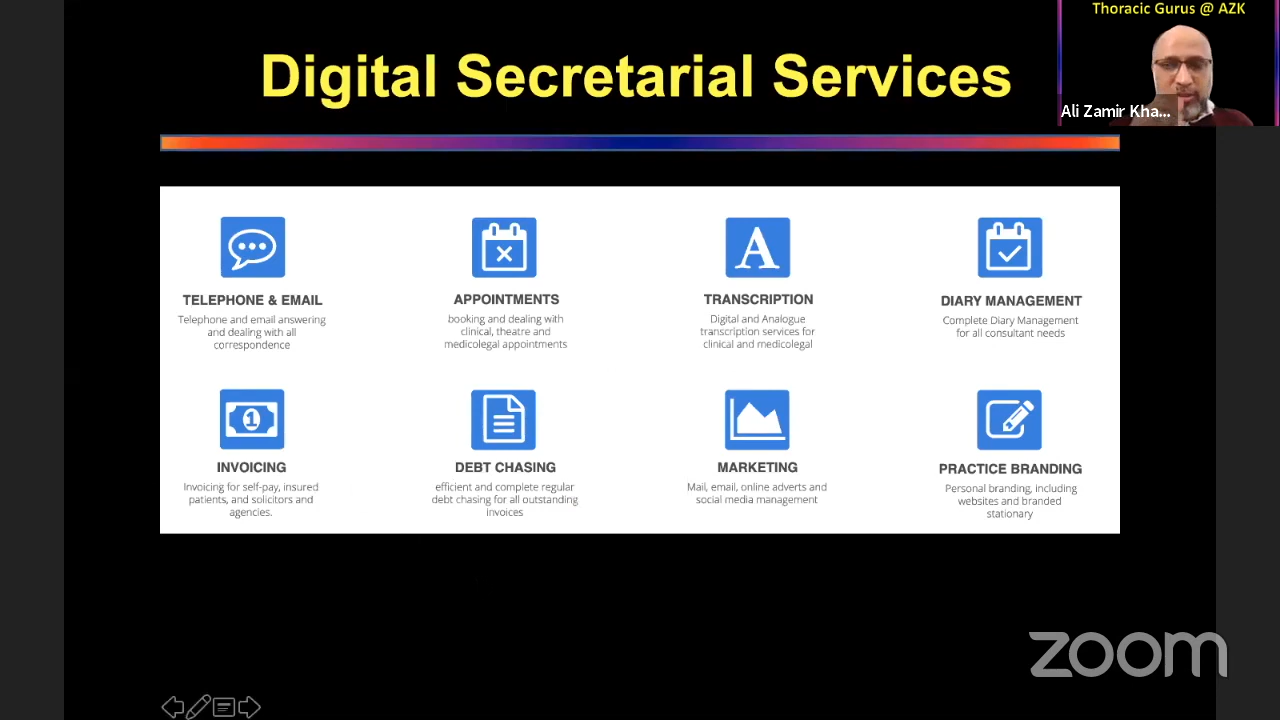 Thoracic Gurus @ AZK
Digital Secretarial Services
Ali Zamir Kha...
A
TELEPHONE & EMAIL
Telephone and email answering
and dealing with all
correspondence
APPOINTMENTS
booking and dealing with
clinical, theatre and
medicolegal appointments
TRANSCRIPTION
Digital and Analogue
transcription services for
clinical and medicolegal
DIARY MANAGEMENT
Complete Diary Management
for all consultant needs
1
INVOICING
Invoicing for self-pay, insured
patients, and solicitors and
agencies.
DEBT CHASING
efficient and complete regular
debt chasing for all outstanding
invoices
MARKETING
Mail, email, online adverts and
social media management
PRACTICE BRANDING
Personal branding, including
websites and branded
stationary
zoom